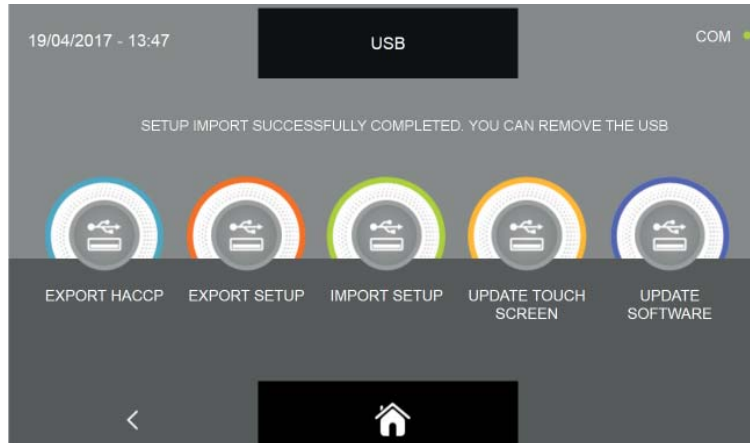 19/04/2017 - 13:47
USB
COM
SETUP IMPORT SUCCESSFULLY COMPLETED. YOU CAN REMOVE THE USB
EXPORT HACCP
EXPORT SETUP
IMPORT SETUP
UPDATE TOUCH
SCREEN
UPDATE
SOFTWARE